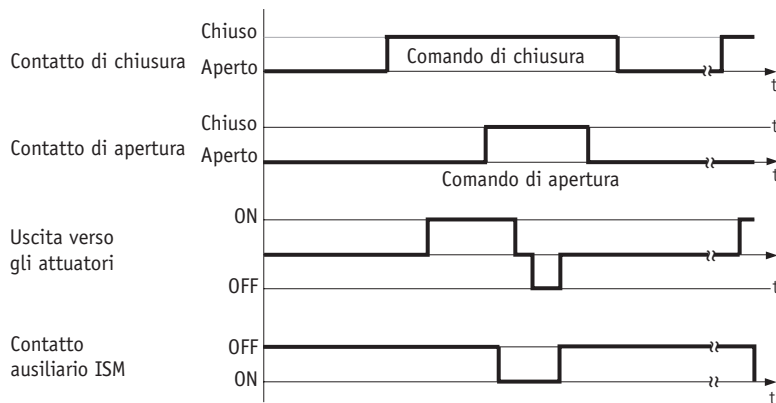 Chiuso
Contatto di chiusura
Comando di chiusura
Aperto
t
Chiuso
t
Contatto di apertura
Aperto
t
Comando di apertura
ON
Uscita verso
gli attuatori
OFF
t
Contatto
ausiliario ISM
OFF
ON
t